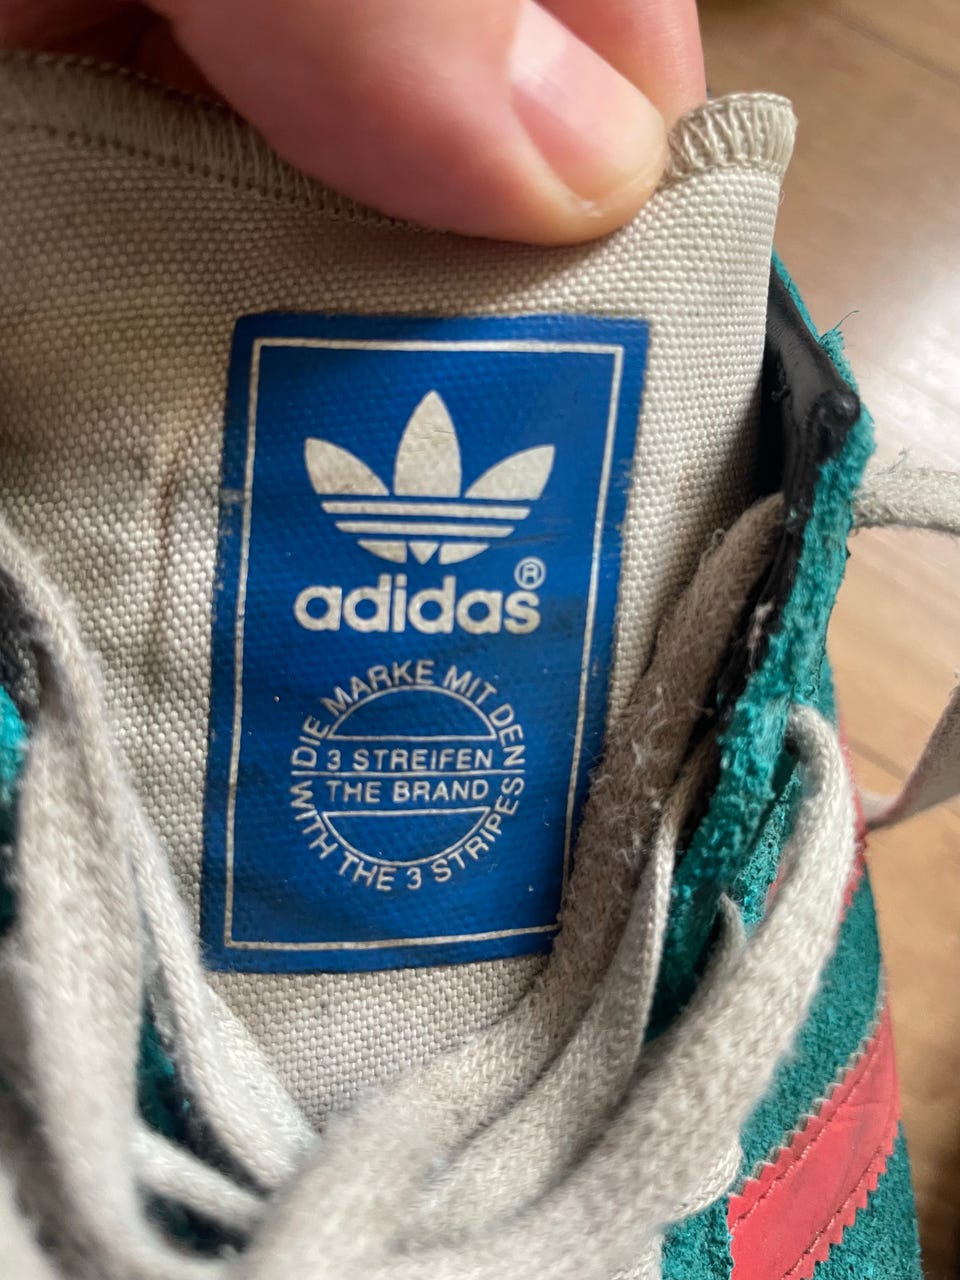 adidas®
DIE MARKE MIT DEN
3 STREIFEN
THE BRAND
WITH THE 3 STRIPES